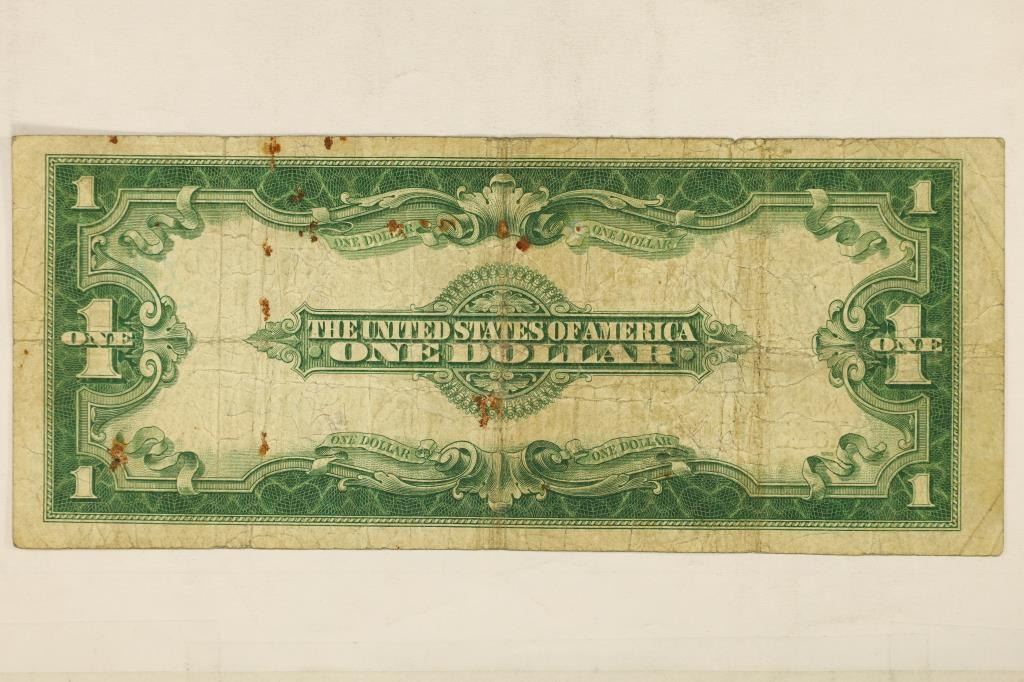 1 1
ONE DOLLAR ONE DOLLAR
THE UNITED STATES OF AMERICA
ONE 1 ONE 1
ONE DOLLAR
ONE DOLLAR ONE DOLLAR
1 1